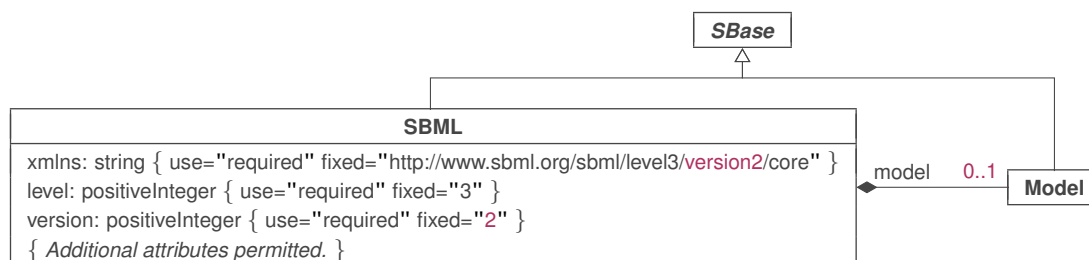 SBase
SBML
xmlns: string { use="required" fixed="http://www.sbml.org/sbml/level3/version2/core" }
level: positiveInteger { use="required" fixed="3" }
version: positiveInteger { use="required" fixed="2" }
{ Additional attributes permitted. }
model 0..1
Model